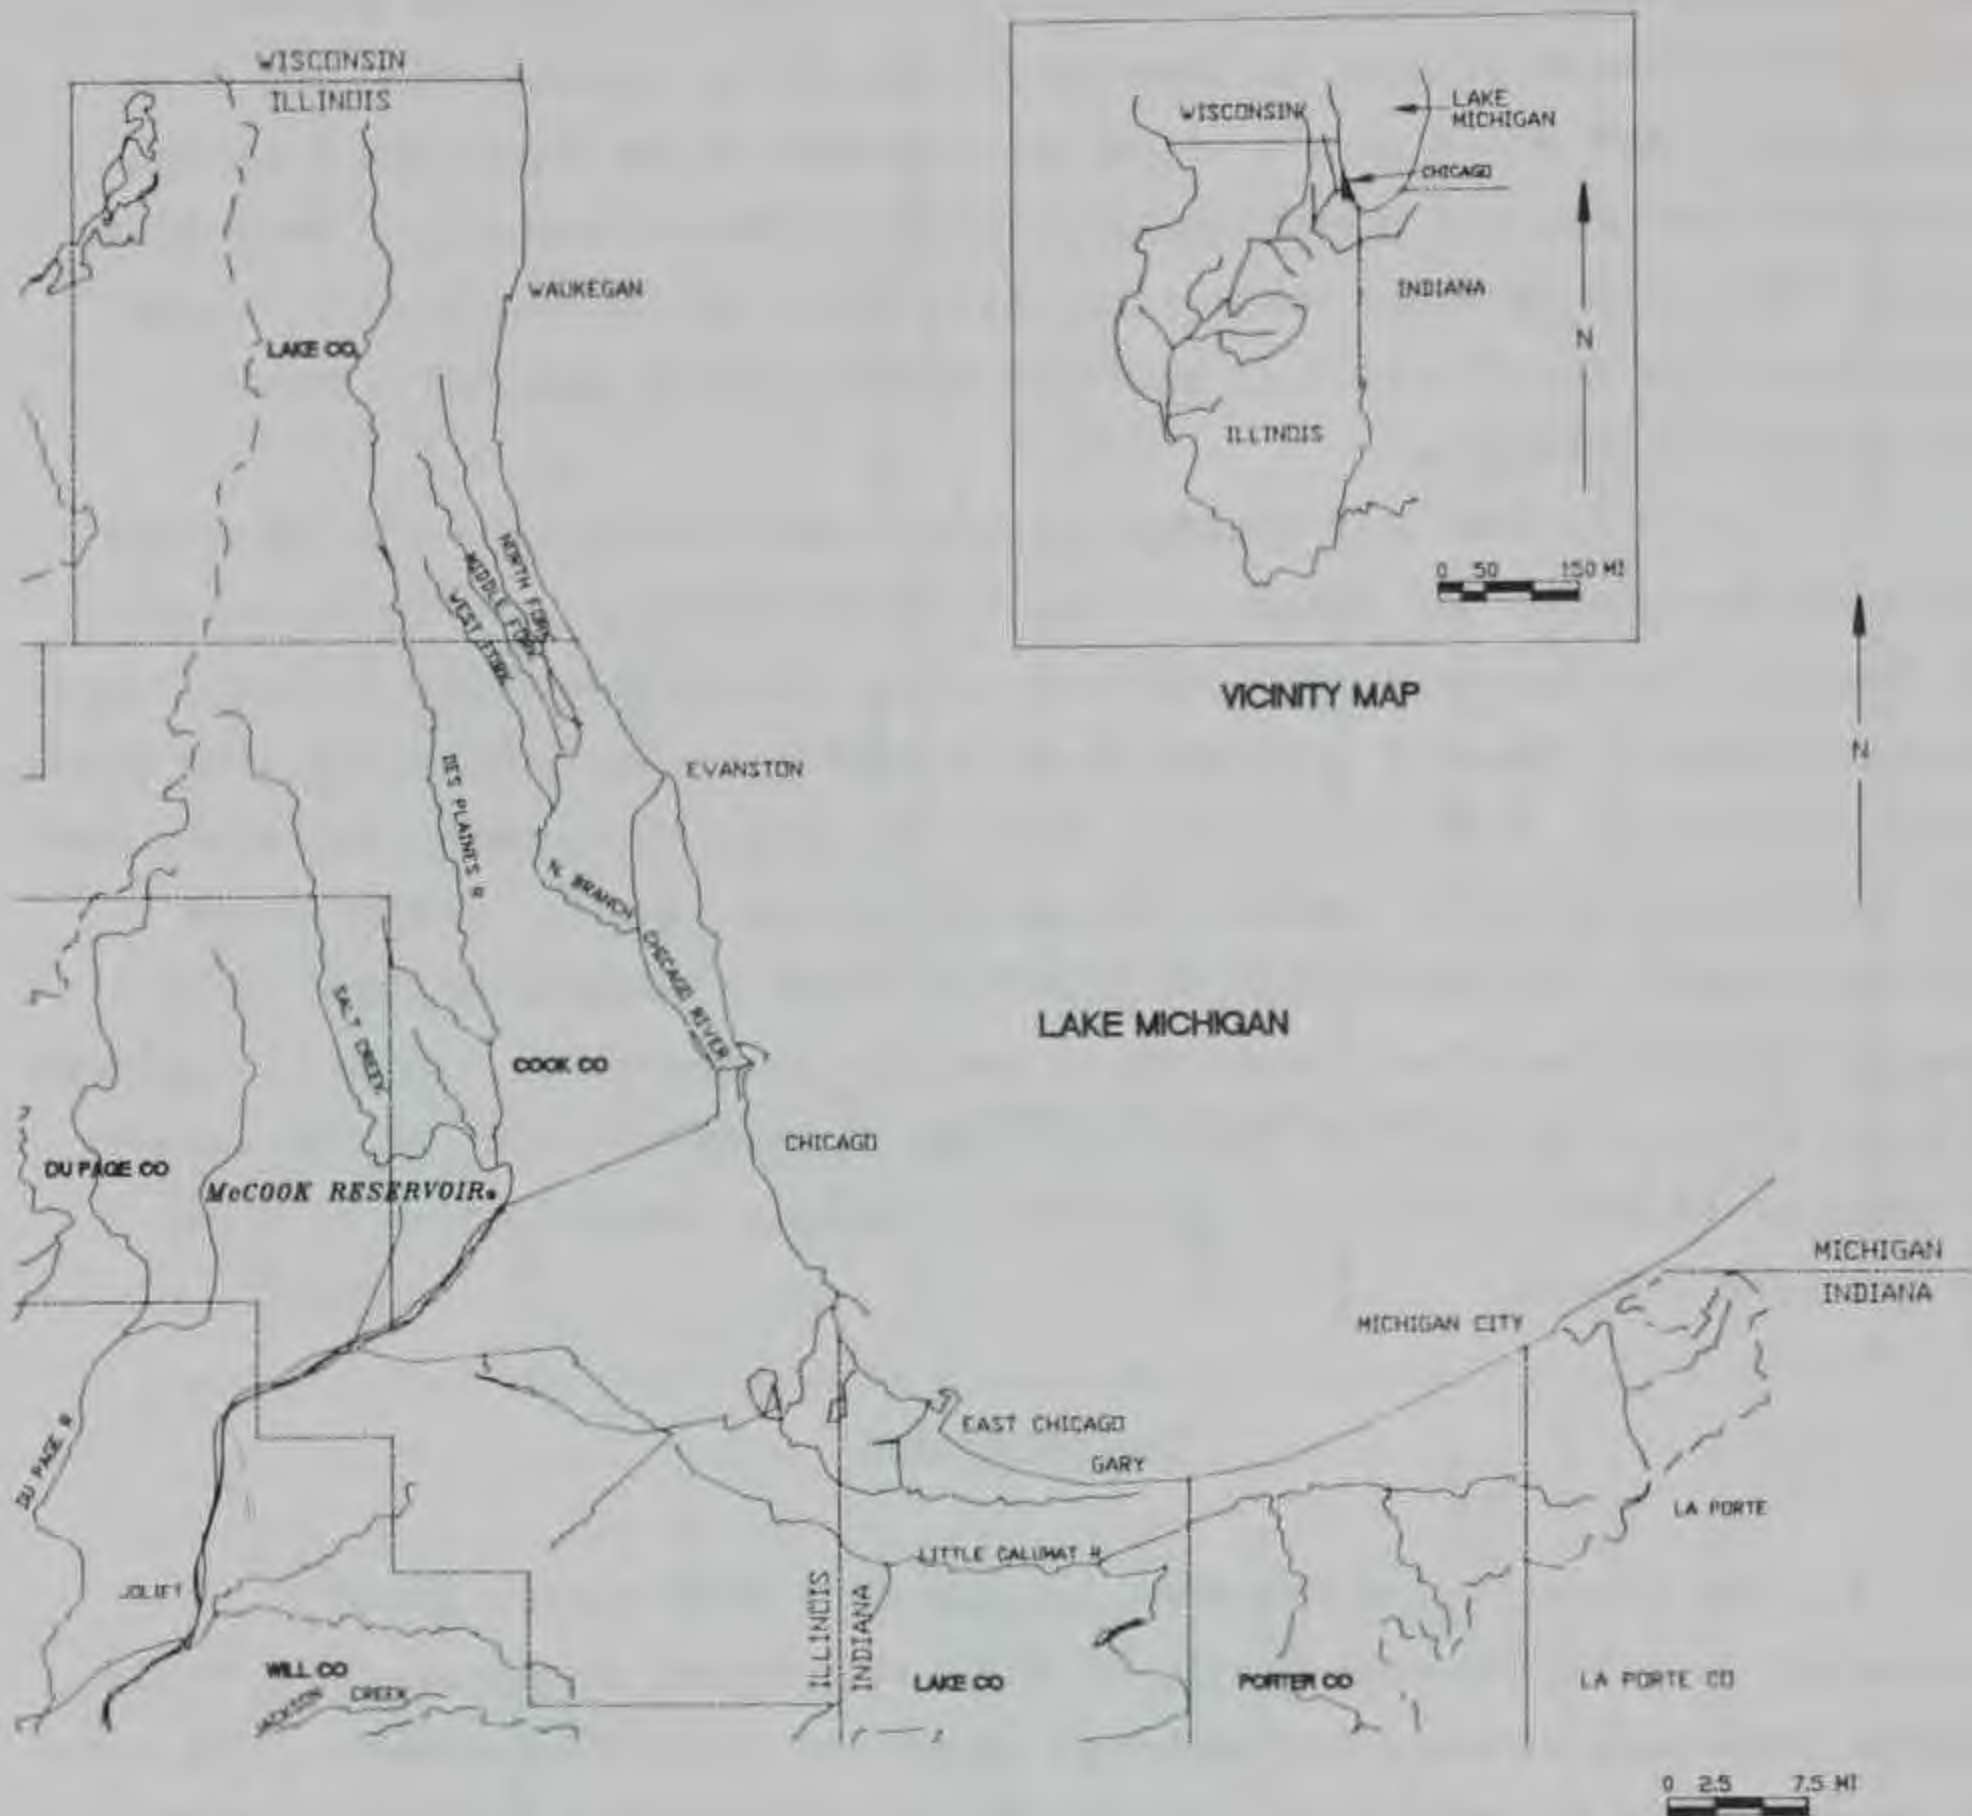 WISCONSIN
ILLINOIS
WAUKEGAN
LAKE CO.
NORTH FORK
MIDDLE FORK
WEST FORK
EVANSTON
DES PLAINES R
N. BRANCH
CHICAGO RIVER
SALT CREEK
COOK CO
LAKE MICHIGAN
CHICAGO
DU PAGE CO
McCOOK RESERVOIR
MICHIGAN
INDIANA
MICHIGAN CITY
EAST CHICAGO
GARY
DU PAGE R
LA PORTE
LITTLE CALUMAT R
JOLIET
ILLINOIS
INDIANA
WILL CO
JACKSON CREEK
LAKE CO
PORTER CO
LA PORTE CO
0 2.5 7.5 MI
N
WISCONSIN
LAKE
MICHIGAN
CHICAGO
INDIANA
N
ILLINOIS
0 50 150 MI
VICINITY MAP